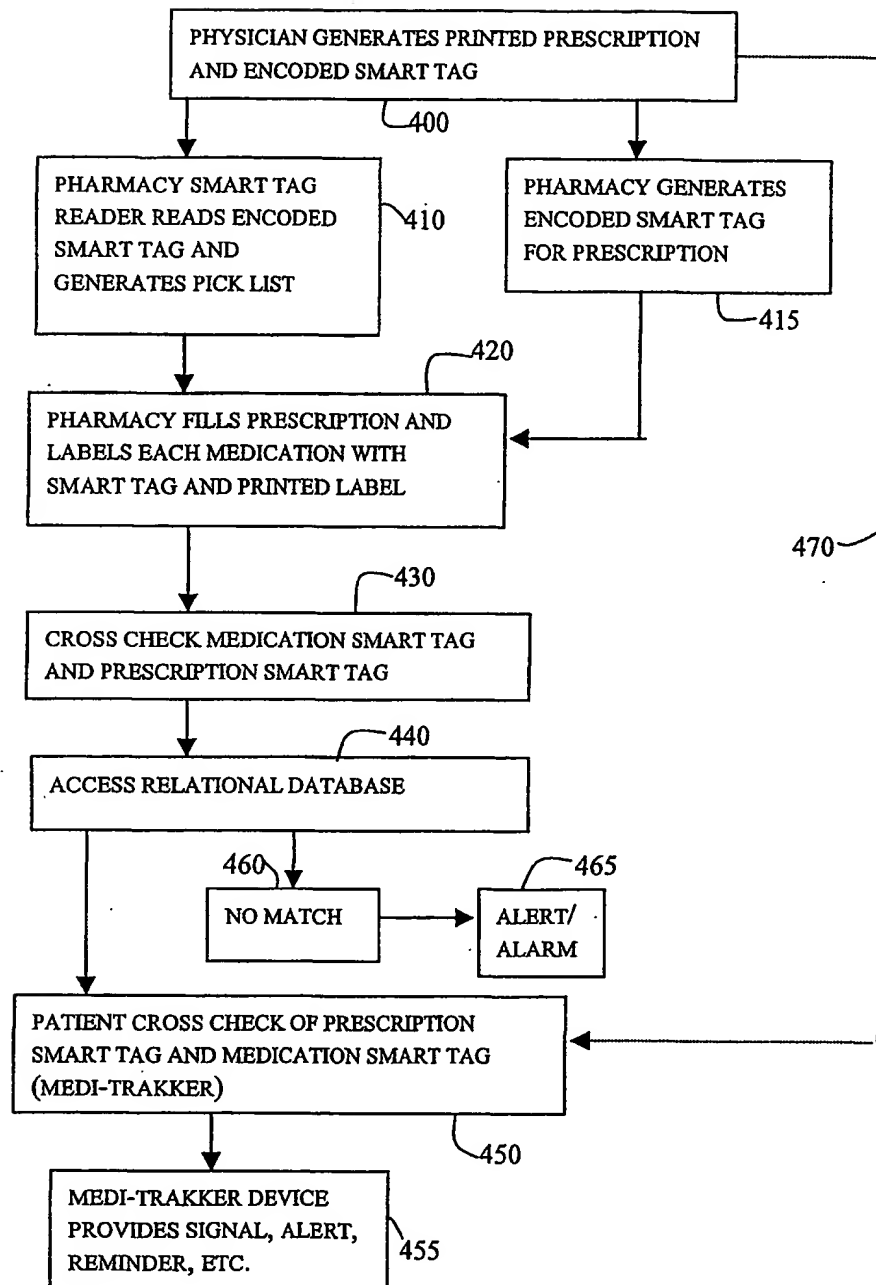 PHYSICIAN GENERATES PRINTED PRESCRIPTION
AND ENCODED SMART TAG
400
PHARMACY SMART TAG
READER READS ENCODED
SMART TAG AND
GENERATES PICK LIST
410
PHARMACY GENERATES
ENCODED SMART TAG
FOR PRESCRIPTION
415
420
PHARMACY FILLS PRESCRIPTION AND
LABELS EACH MEDICATION WITH
SMART TAG AND PRINTED LABEL
470
430
CROSS CHECK MEDICATION SMART TAG
AND PRESCRIPTION SMART TAG
440
ACCESS RELATIONAL DATABASE
460
NO MATCH
465
ALERT/
ALARM
PATIENT CROSS CHECK OF PRESCRIPTION
SMART TAG AND MEDICATION SMART TAG
(MEDI-TRAKKER)
450
MEDI-TRAKKER DEVICE
PROVIDES SIGNAL, ALERT,
REMINDER, ETC.
455